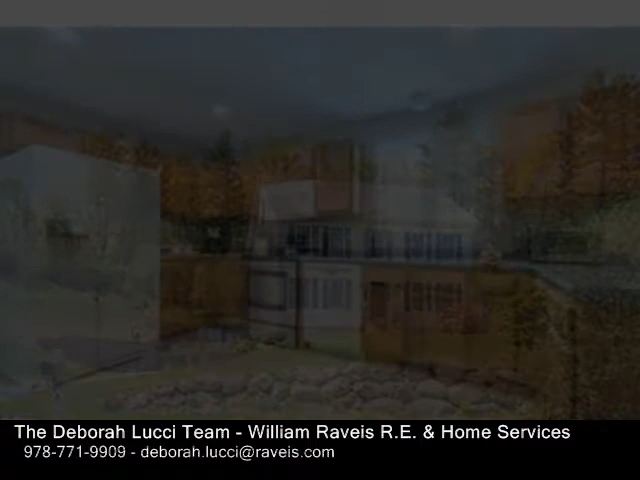 The Deborah Lucci Team - William Raveis R.E. & Home Services
978-771-9909 - deborah.lucci@raveis.com